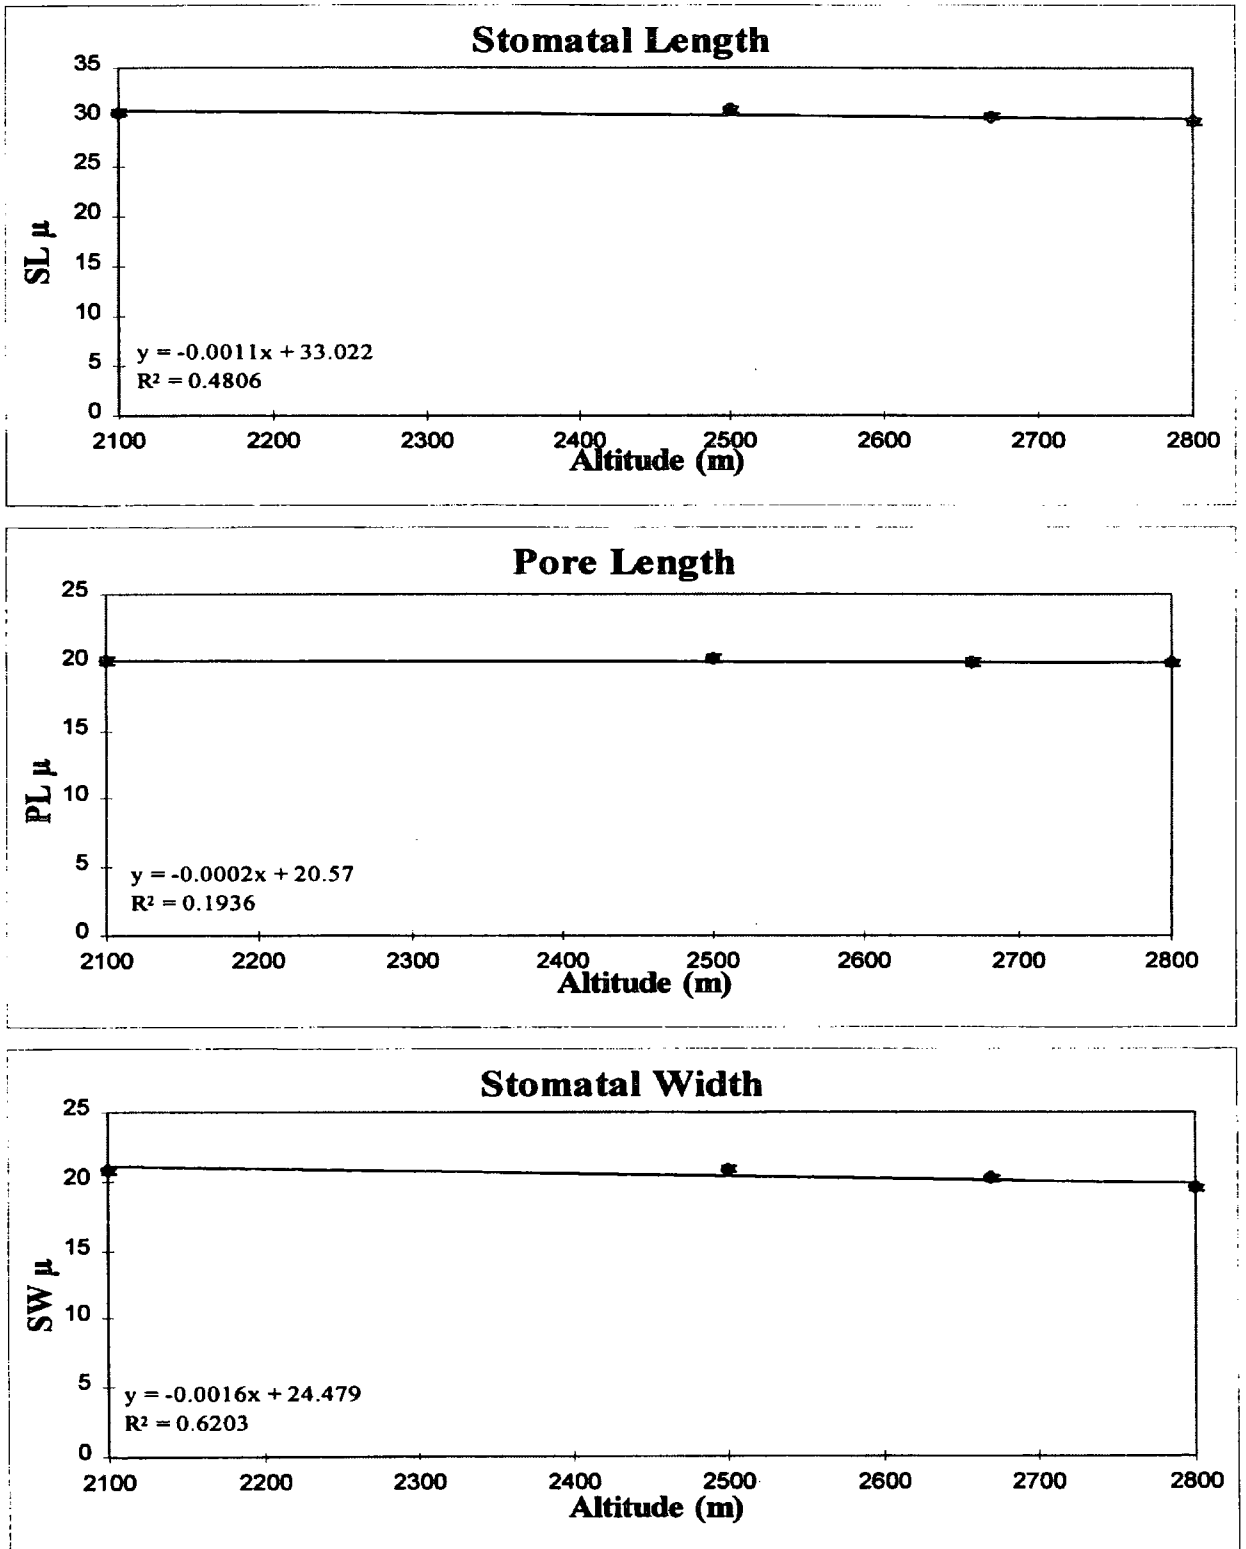 Stomatal Length
35
30
25
20
15
10
5
0
SL μ
y = -0.0011x + 33.022
R² = 0.4806
2100 2200 2300 2400 2500 2600 2700 2800
Altitude (m)
Pore Length
25
20
15
10
5
0
PL μ
y = -0.0002x + 20.57
R² = 0.1936
2100 2200 2300 2400 2500 2600 2700 2800
Altitude (m)
Stomatal Width
25
20
15
10
5
0
SW μ
y = -0.0016x + 24.479
R² = 0.6203
2100 2200 2300 2400 2500 2600 2700 2800
Altitude (m)